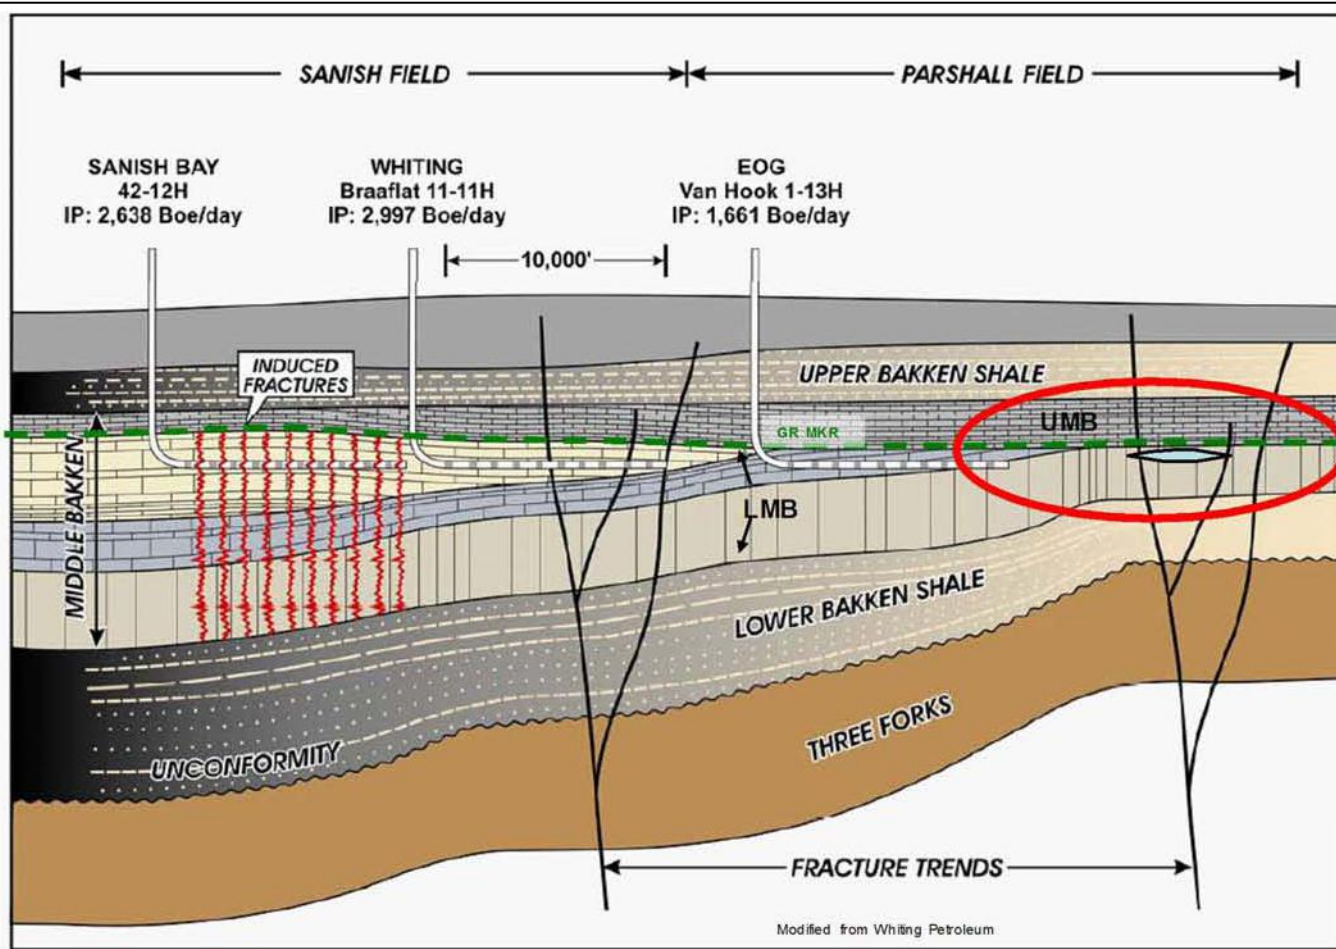 SANISH FIELD
PARSHALL FIELD
SANISH BAY
42-12H
IP: 2,638 Boe/day
WHITING
Braaflat 11-11H
IP: 2,997 Boe/day
EOG
Van Hook 1-13H
IP: 1,661 Boe/day
10,000'
INDUCED
FRACTURES
UPPER BAKKEN SHALE
UMB
GR MKR
MIDDLE BAKKEN
LMB
LOWER BAKKEN SHALE
UNCONFORMITY
THREE FORKS
FRACTURE TRENDS
Modified from Whiting Petroleum